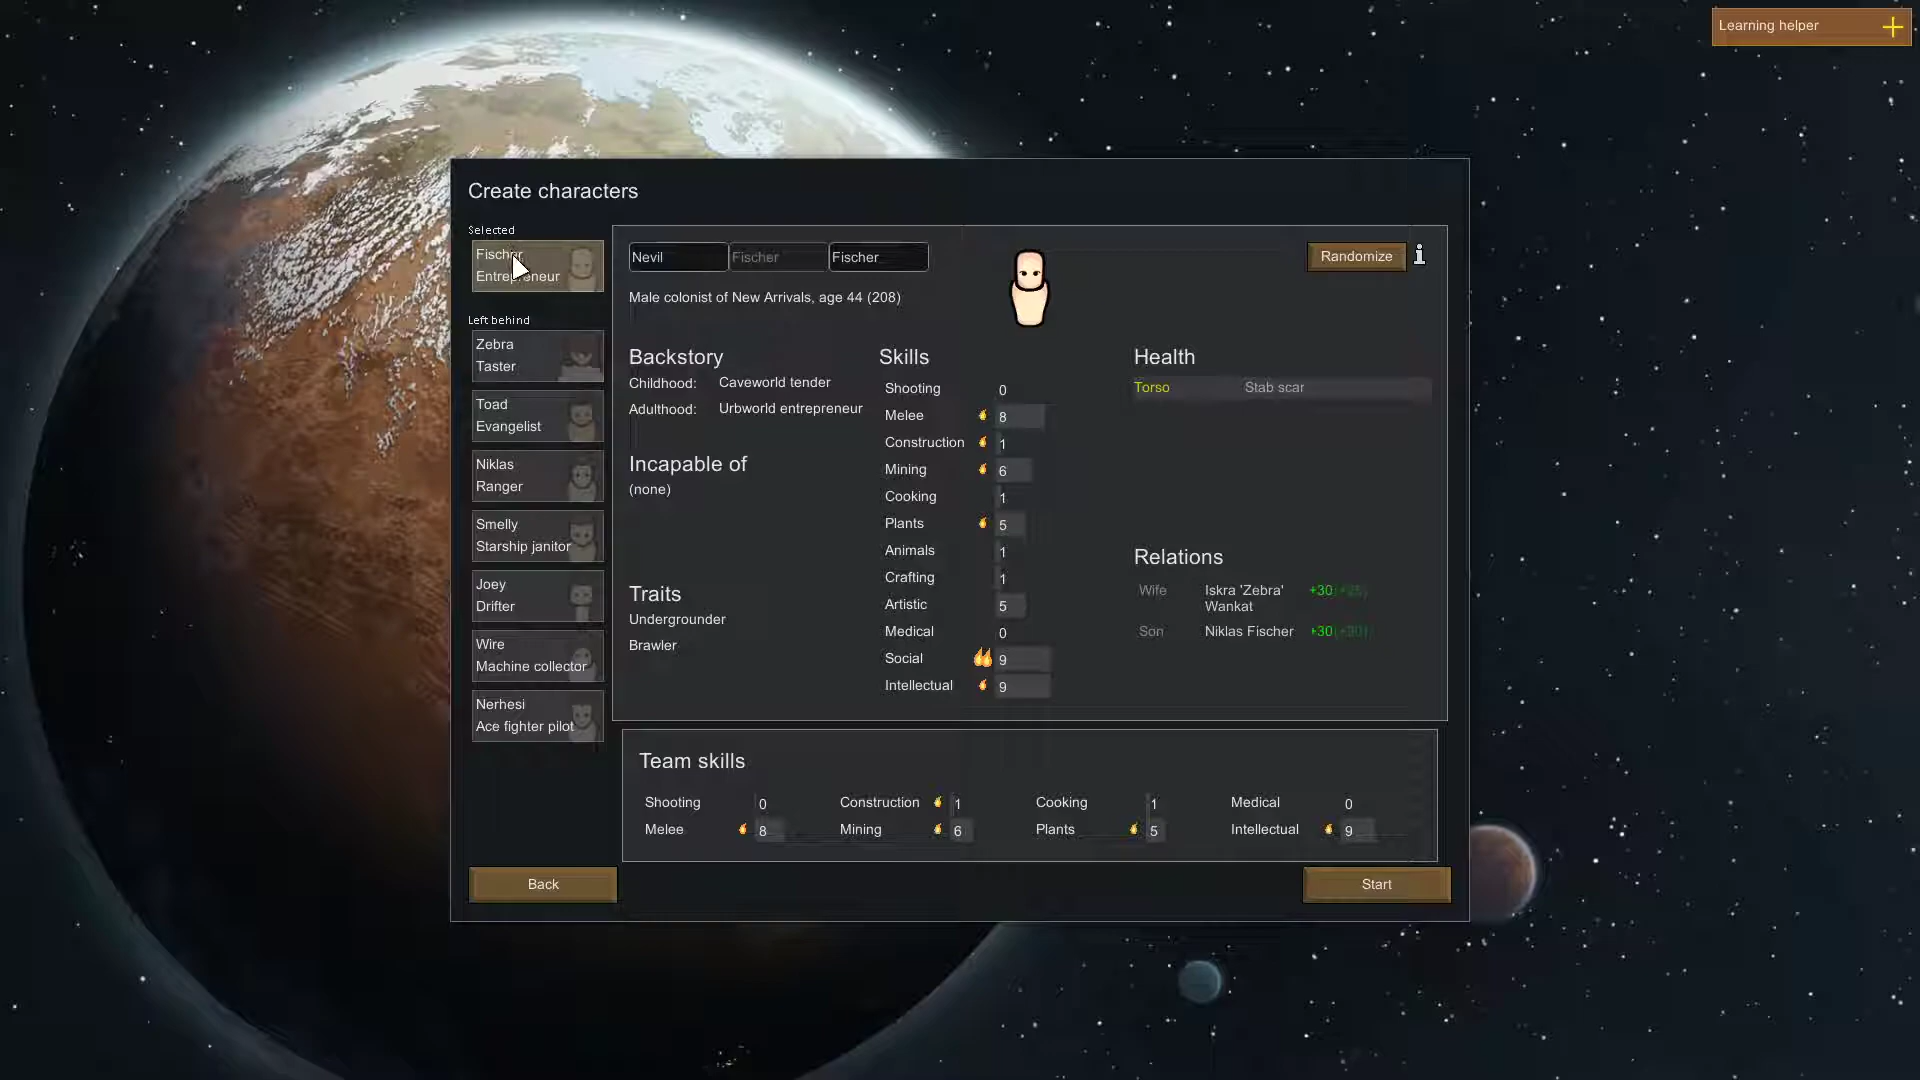 Learning helper
Create characters
Selected
Fischer
Entrepreneur
Left behind
Zebra
Taster
Toad
Evangelist
Niklas
Ranger
Smelly
Starship janitor
Joey
Drifter
Wire
Machine collector
Nerhesi
Ace fighter pilot
Nevil
Fischer
Fischer
Randomize
Male colonist of New Arrivals, age 44 (208)
Backstory
Childhood: Caveworld tender
Adulthood: Urbworld entrepreneur
Incapable of
(none)
Traits
Undergrounder
Brawler
Skills
Shooting 0
Melee 8
Construction 1
Mining 6
Cooking 1
Plants 5
Animals 1
Crafting 1
Artistic 5
Medical 0
Social 9
Intellectual 9
Health
Torso Stab scar
Relations
Wife Iskra 'Zebra' +30
Wankat
Son Niklas Fischer +30
Team skills
Shooting 0 Construction 1 Cooking 1 Medical 0
Melee 8 Mining 6 Plants 5 Intellectual 9
Back
Start